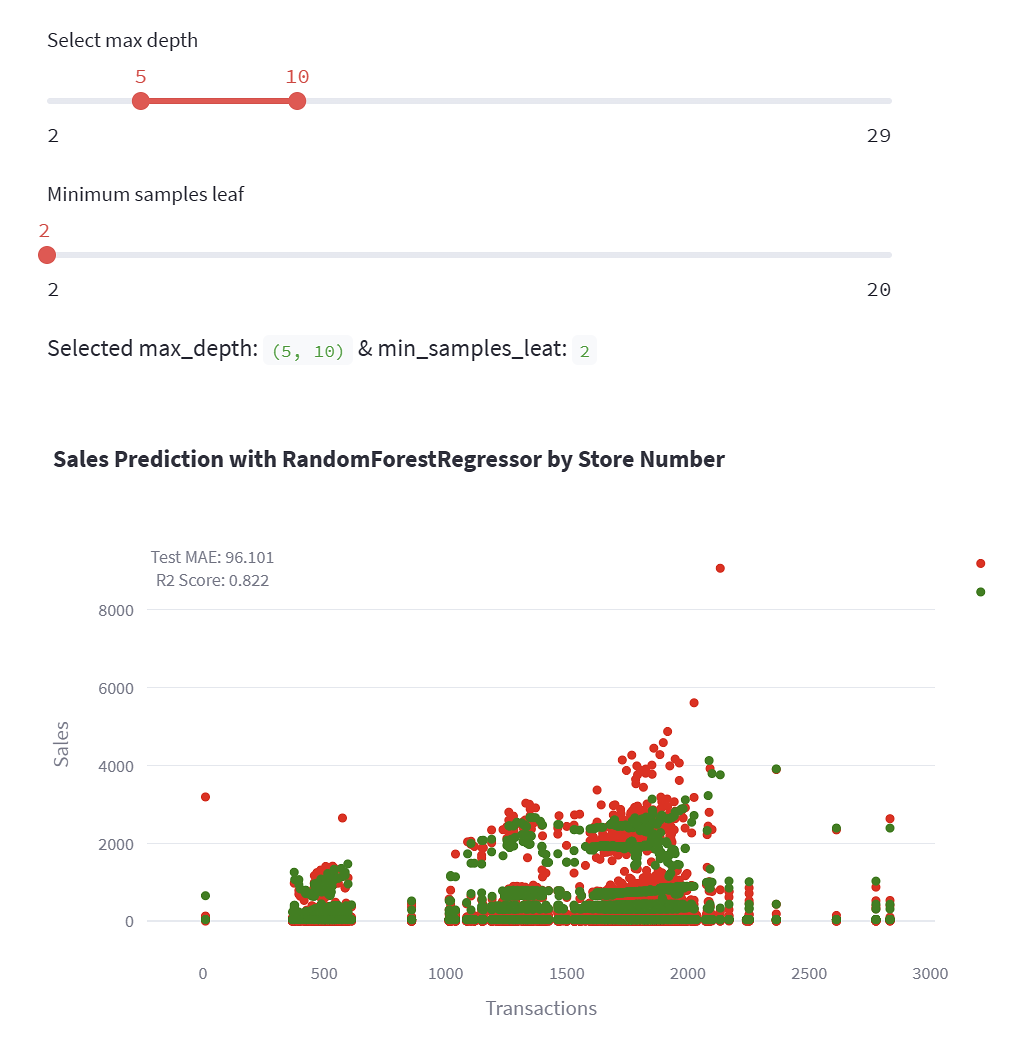 Select max depth
5 10
2 29
Minimum samples leaf
2
2 20
Selected max_depth: (5, 10) & min_samples_leat: 2
Sales Prediction with RandomForestRegressor by Store Number
Test MAE: 96.101
R2 Score: 0.822
8000
6000
4000
2000
0
Sales
0 500 1000 1500 2000 2500 3000
Transactions